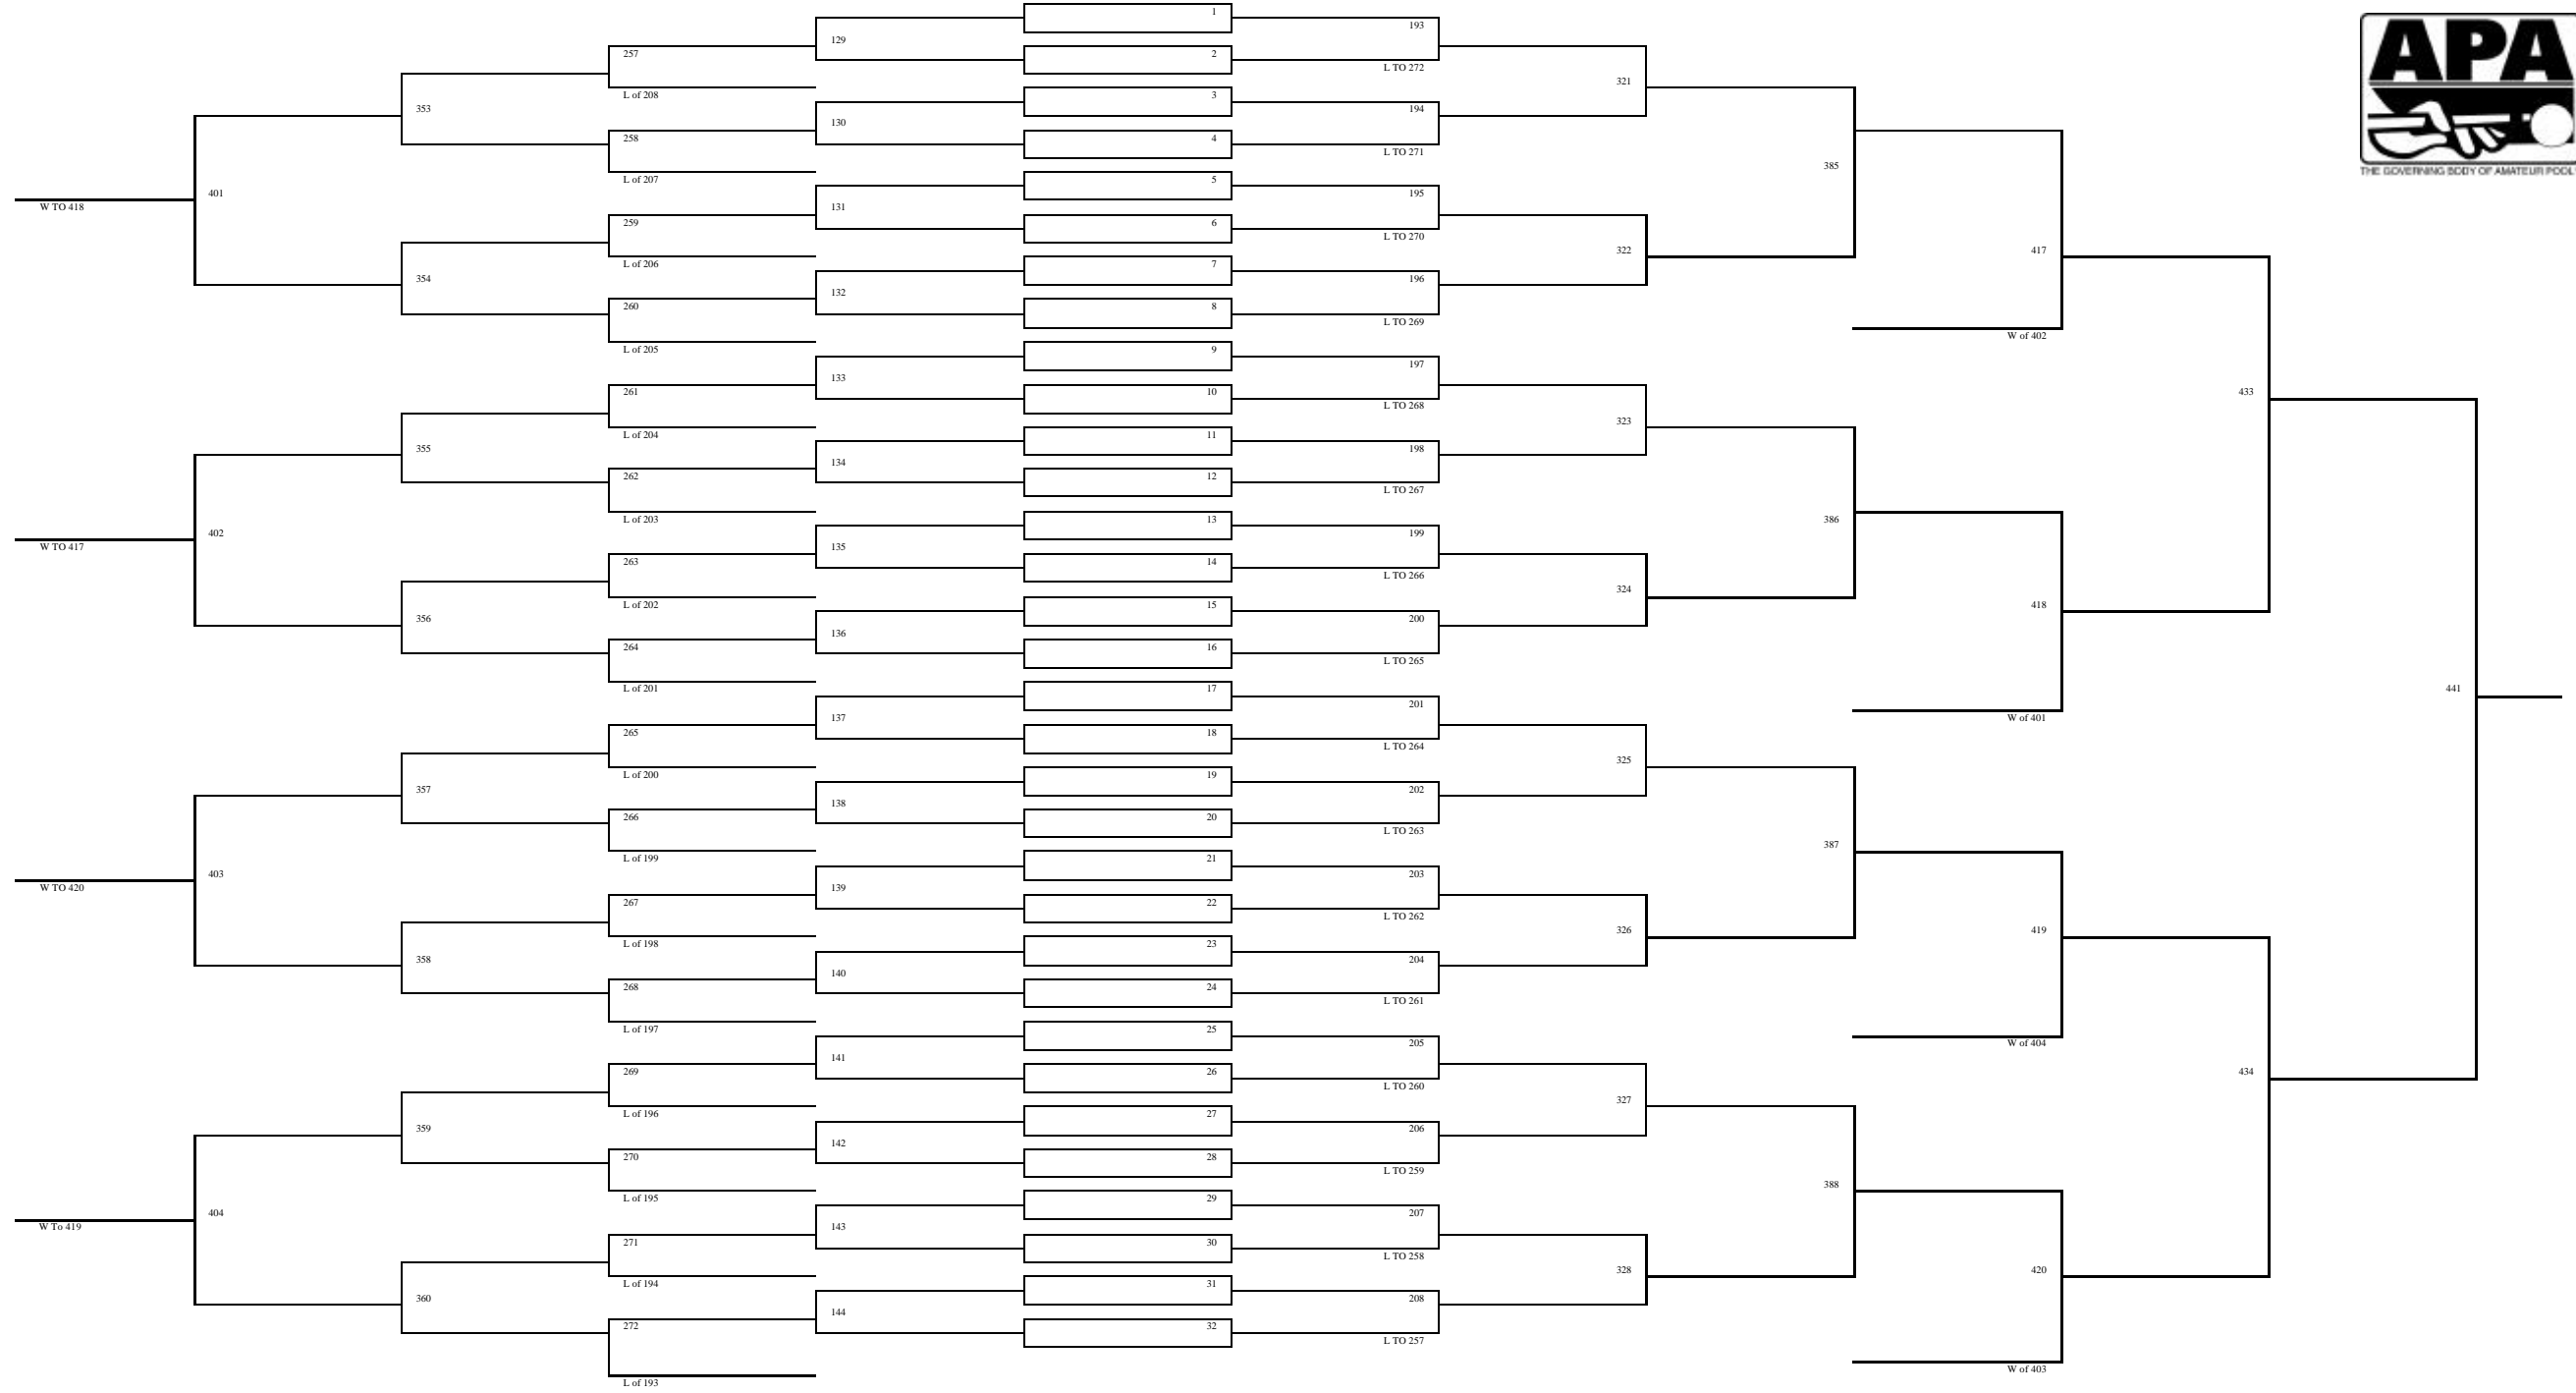 1
193
129
257
2
L TO 272
321
L of 208
3
353
194
130
258
4
L TO 271
385
L of 207
5
401
195
W TO 418
131
259
6
L TO 270
322
417
L of 206
7
354
196
132
260
8
L TO 269
W of 402
L of 205
9
197
133
261
10
433
L TO 268
323
L of 204
11
355
198
134
262
12
L TO 267
386
L of 203
13
402
199
W TO 417
135
263
14
L TO 266
324
418
L of 202
15
356
200
136
264
16
L TO 265
441
L of 201
17
201
W of 401
137
265
18
L TO 264
325
L of 200
19
357
202
138
266
20
L TO 263
387
L of 199
21
403
203
W TO 420
139
267
22
L TO 262
326
419
L of 198
23
358
204
140
268
24
L TO 261
L of 197
25
205
W of 404
141
269
26
434
L TO 260
327
L of 196
27
359
206
142
270
28
L TO 259
388
L of 195
29
404
207
W To 419
143
271
30
L TO 258
328
420
L of 194
31
360
208
144
272
32
L TO 257
W of 403
L of 193
APA
THE GOVERNING BODY OF AMATEUR POOL